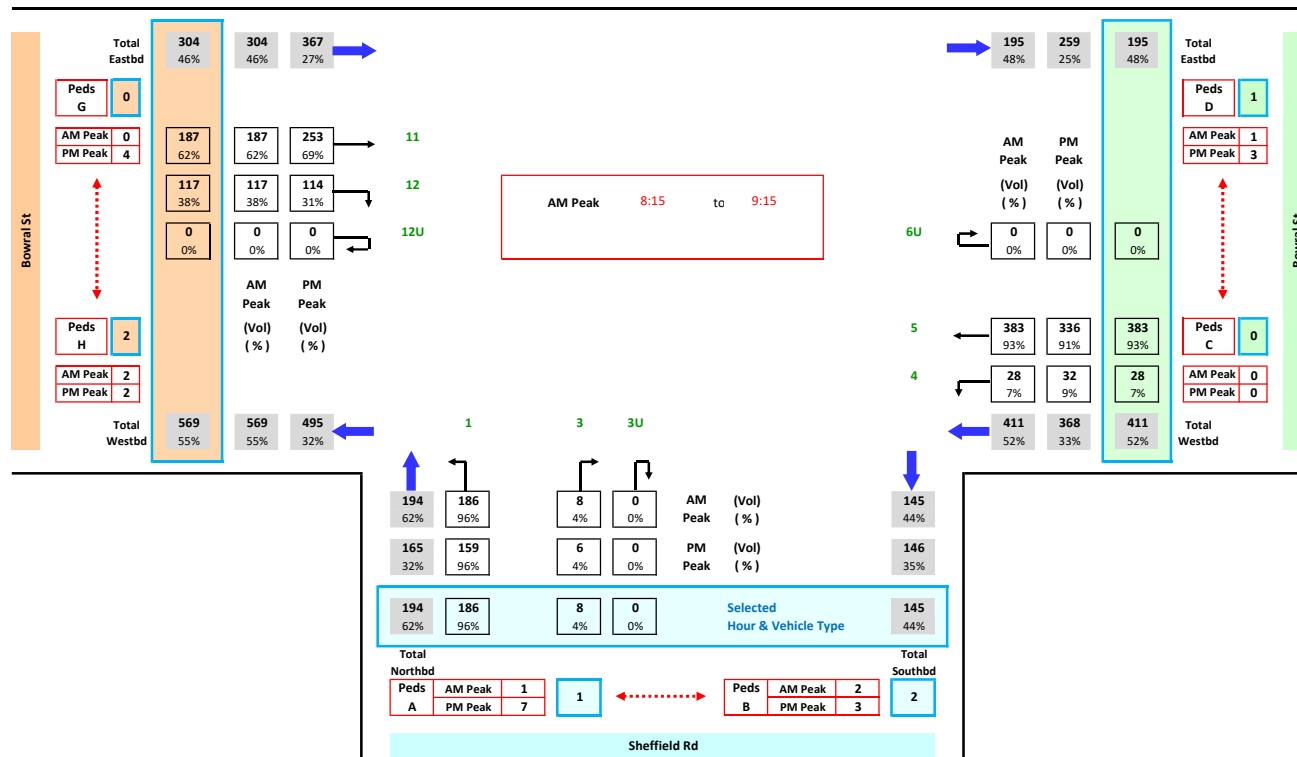 Total Eastbd 304 304 367 195 259 195 Total Eastbd
46% 46% 27% 48% 25% 48%
Peds G 0 Peds D 1
AM Peak 0 187 187 253 11 AM Peak 1
PM Peak 4 62% 62% 69% PM Peak 3
117 117 114 12
38% 38% 31%
AM Peak 8:15 to 9:15
AM Peak PM Peak
(Vol) (Vol)
( % ) ( % )
0 0 0 12U 6U 0 0 0
0% 0% 0% 0% 0% 0%
Bowral St
Bowral St
AM Peak PM Peak
(Vol) (Vol)
( % ) ( % )
Peds H 2 5 383 336 383 Peds C 0
93% 91% 93%
AM Peak 2 4 28 32 28 AM Peak 0
PM Peak 2 7% 9% 7% PM Peak 0
Total Westbd 569 569 495 1 3 3U 411 368 411 Total Westbd
55% 55% 32% 52% 33% 52%
194 186 8 0 AM Peak (Vol) 145
62% 96% 4% 0% ( % ) 44%
165 159 6 0 PM Peak (Vol) 146
32% 96% 4% 0% ( % ) 35%
194 186 8 0 Selected 145
62% 96% 4% 0% Hour & Vehicle Type 44%
Total Northbd Total Southbd
Peds A AM Peak 1 1 Peds B AM Peak 2 2
PM Peak 7 PM Peak 3
Sheffield Rd